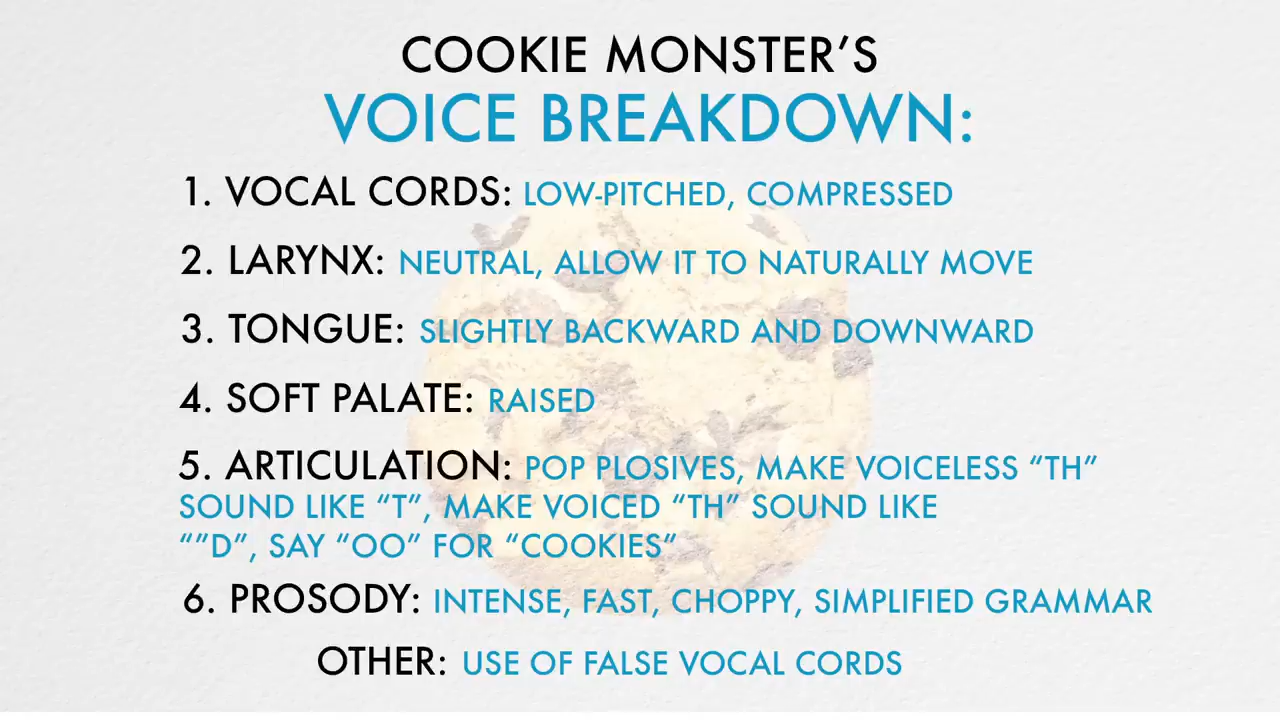 COOKIE MONSTER’S
VOICE BREAKDOWN:
1. VOCAL CORDS: LOW-PITCHED, COMPRESSED
2. LARYNX: NEUTRAL, ALLOW IT TO NATURALLY MOVE
3. TONGUE: SLIGHTLY BACKWARD AND DOWNWARD
4. SOFT PALATE: RAISED
5. ARTICULATION: POP PLOSIVES, MAKE VOICELESS “TH”
SOUND LIKE “T”, MAKE VOICED “TH” SOUND LIKE
“”D”, SAY “OO” FOR “COOKIES”
6. PROSODY: INTENSE, FAST, CHOPPY, SIMPLIFIED GRAMMAR
OTHER: USE OF FALSE VOCAL CORDS